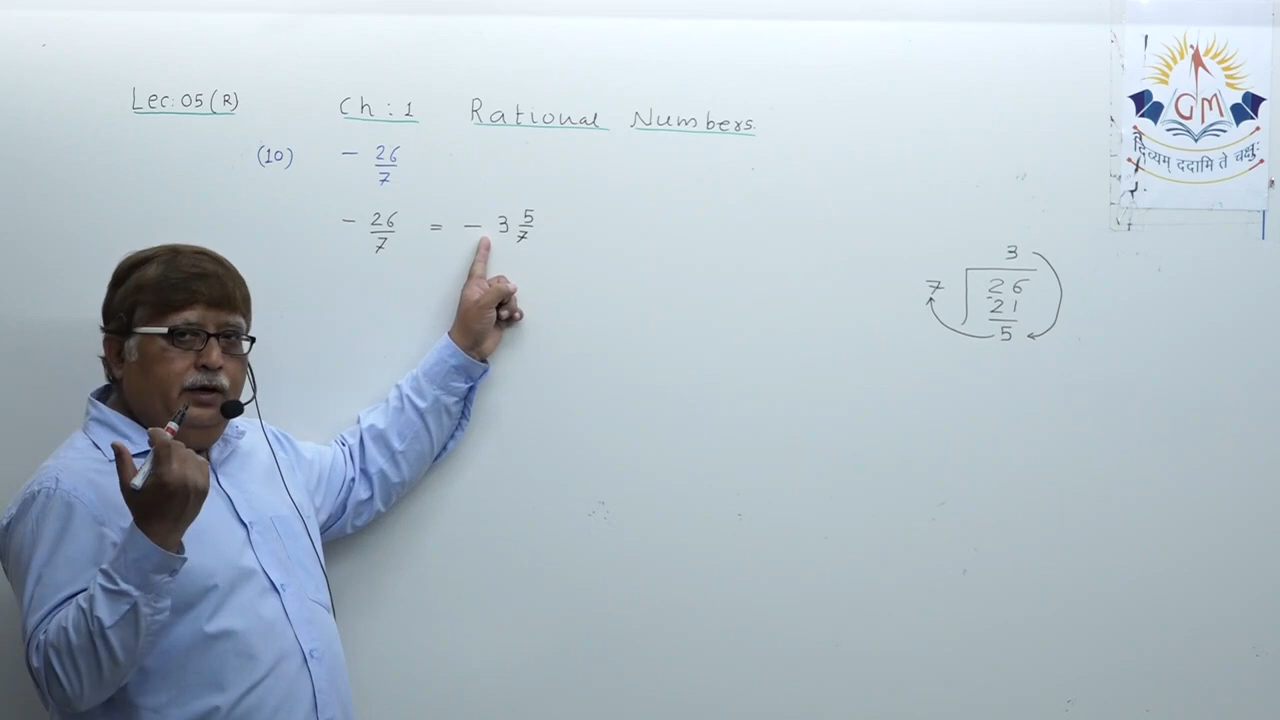 Lec: 05 (R) Ch: 1 Rational Numbers
(10) - 26/7
- 26/7 = - 3 5/7
3
7 26
21
5
GM
दिव्यम् ददामि ते चक्षुः